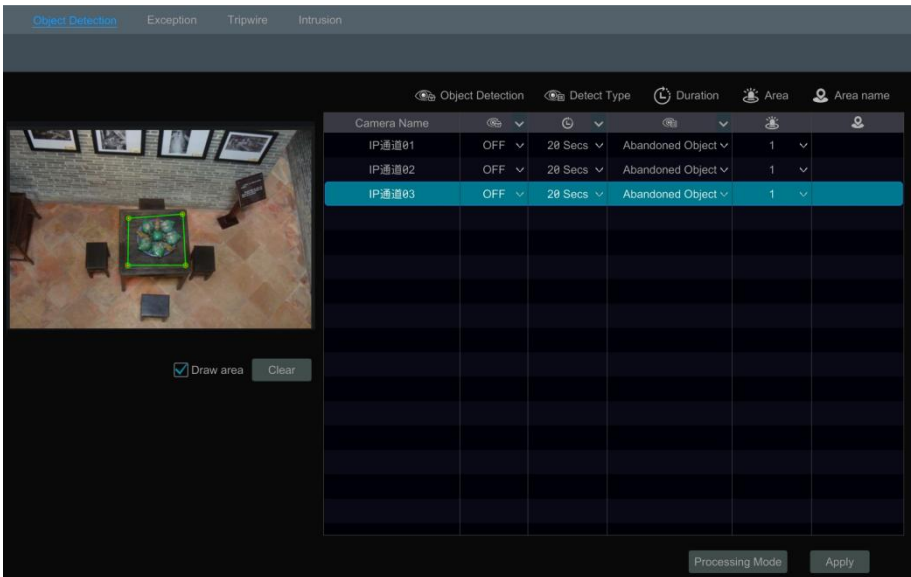 Object Detection Exception Tripwire Intrusion
Object Detection Detect Type Duration Area Area name
Camera Name
IP通道01 OFF 20 Secs Abandoned Object 1
IP通道02 OFF 20 Secs Abandoned Object 1
IP通道03 OFF 20 Secs Abandoned Object 1
Draw area Clear
Processing Mode Apply